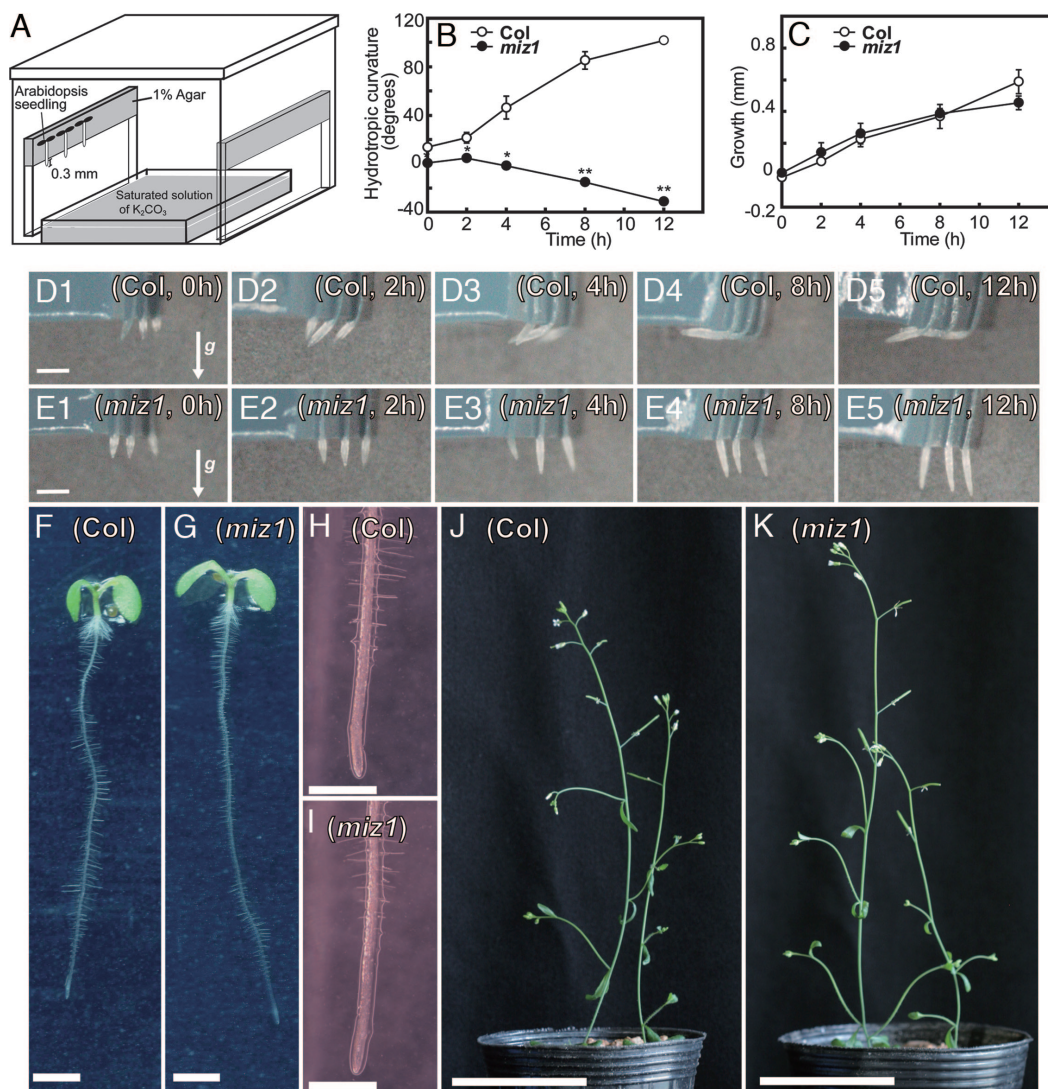 A
Arabidopsis
seedling
1% Agar
0.3 mm
Saturated solution
of K₂CO₃
B
Col
miz1
Hydrotropic curvature
(degrees)
120
80
40
0
-40
* * * ** **
0 2 4 6 8 10 12
Time (h)
C
Col
miz1
Growth (mm)
0.8
0.4
0
-0.2
0 2 4 6 8 10 12
Time (h)
D1 (Col, 0h)
g
D2 (Col, 2h)
D3 (Col, 4h)
D4 (Col, 8h)
D5 (Col, 12h)
E1 (miz1, 0h)
g
E2 (miz1, 2h)
E3 (miz1, 4h)
E4 (miz1, 8h)
E5 (miz1, 12h)
F (Col)
G (miz1)
H (Col)
I (miz1)
J (Col)
K (miz1)